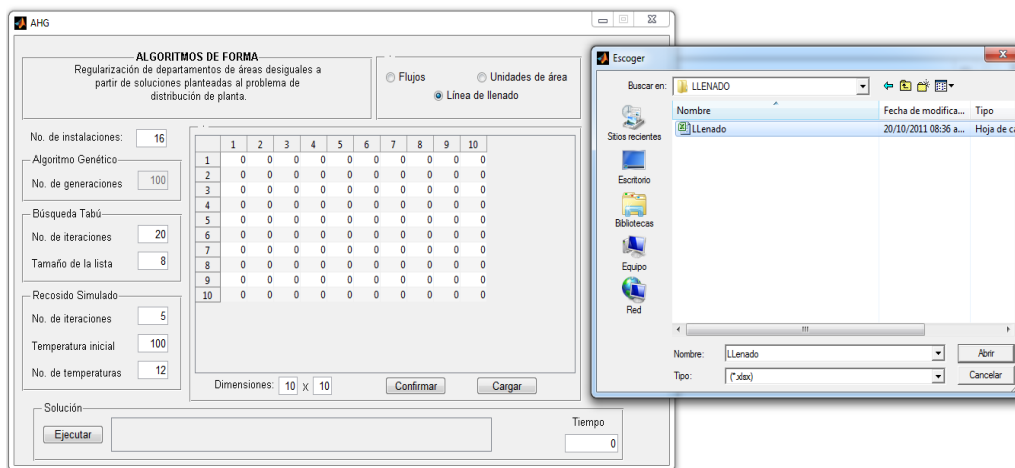 AHG
ALGORITMOS DE FORMA
Regularización de departamentos de áreas desiguales a
partir de soluciones planteadas al problema de
distribución de planta.
Flujos
Unidades de área
Línea de llenado
No. de instalaciones: 16
Algoritmo Genético
No. de generaciones 100
Búsqueda Tabú
No. de iteraciones 20
Tamaño de la lista 8
Recosido Simulado
No. de iteraciones 5
Temperatura inicial 100
No. de temperaturas 12
1 2 3 4 5 6 7 8 9 10
1 0 0 0 0 0 0 0 0 0 0
2 0 0 0 0 0 0 0 0 0 0
3 0 0 0 0 0 0 0 0 0 0
4 0 0 0 0 0 0 0 0 0 0
5 0 0 0 0 0 0 0 0 0 0
6 0 0 0 0 0 0 0 0 0 0
7 0 0 0 0 0 0 0 0 0 0
8 0 0 0 0 0 0 0 0 0 0
9 0 0 0 0 0 0 0 0 0 0
10 0 0 0 0 0 0 0 0 0 0
Dimensiones: 10 X 10
Confirmar
Cargar
Solución
Ejecutar
Tiempo
0
Escoger
Buscar en: LLENADO
Nombre Fecha de modifica... Tipo
LLenado 20/10/2011 08:36 a... Hoja de cá
Sitios recientes
Escritorio
Bibliotecas
Equipo
Red
Nombre: LLenado Abrir
Tipo: (*.xlsx) Cancelar